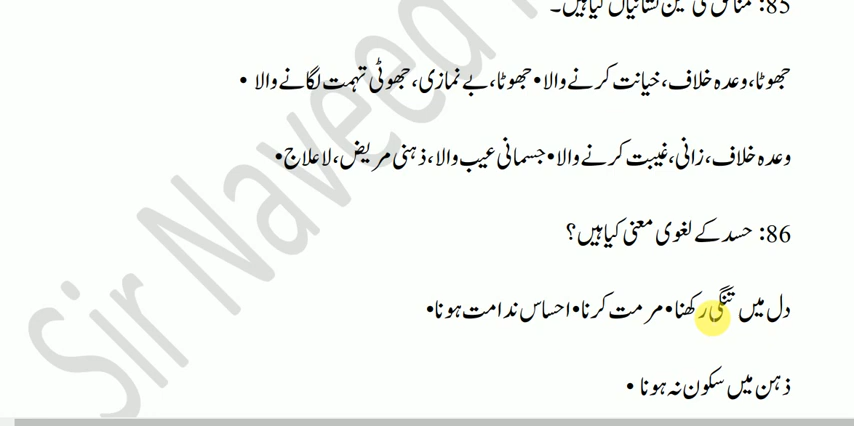 85: منافق کی تین نشانیاں کیا ہیں۔
جھوٹا، وعدہ خلاف، خیانت کرنے والا • جھوٹا، بے نمازی، جھوٹی تہمت لگانے والا •
وعدہ خلاف، زانی، غیبت کرنے والا • جسمانی عیب والا، ذہنی مریض، لاعلاج •
86: حسد کے لغوی معنی کیا ہیں؟
دل میں تنگی رکھنا • مرمت کرنا • احساس ندامت ہونا •
ذہن میں سکون نہ ہونا •
Sir Naveed